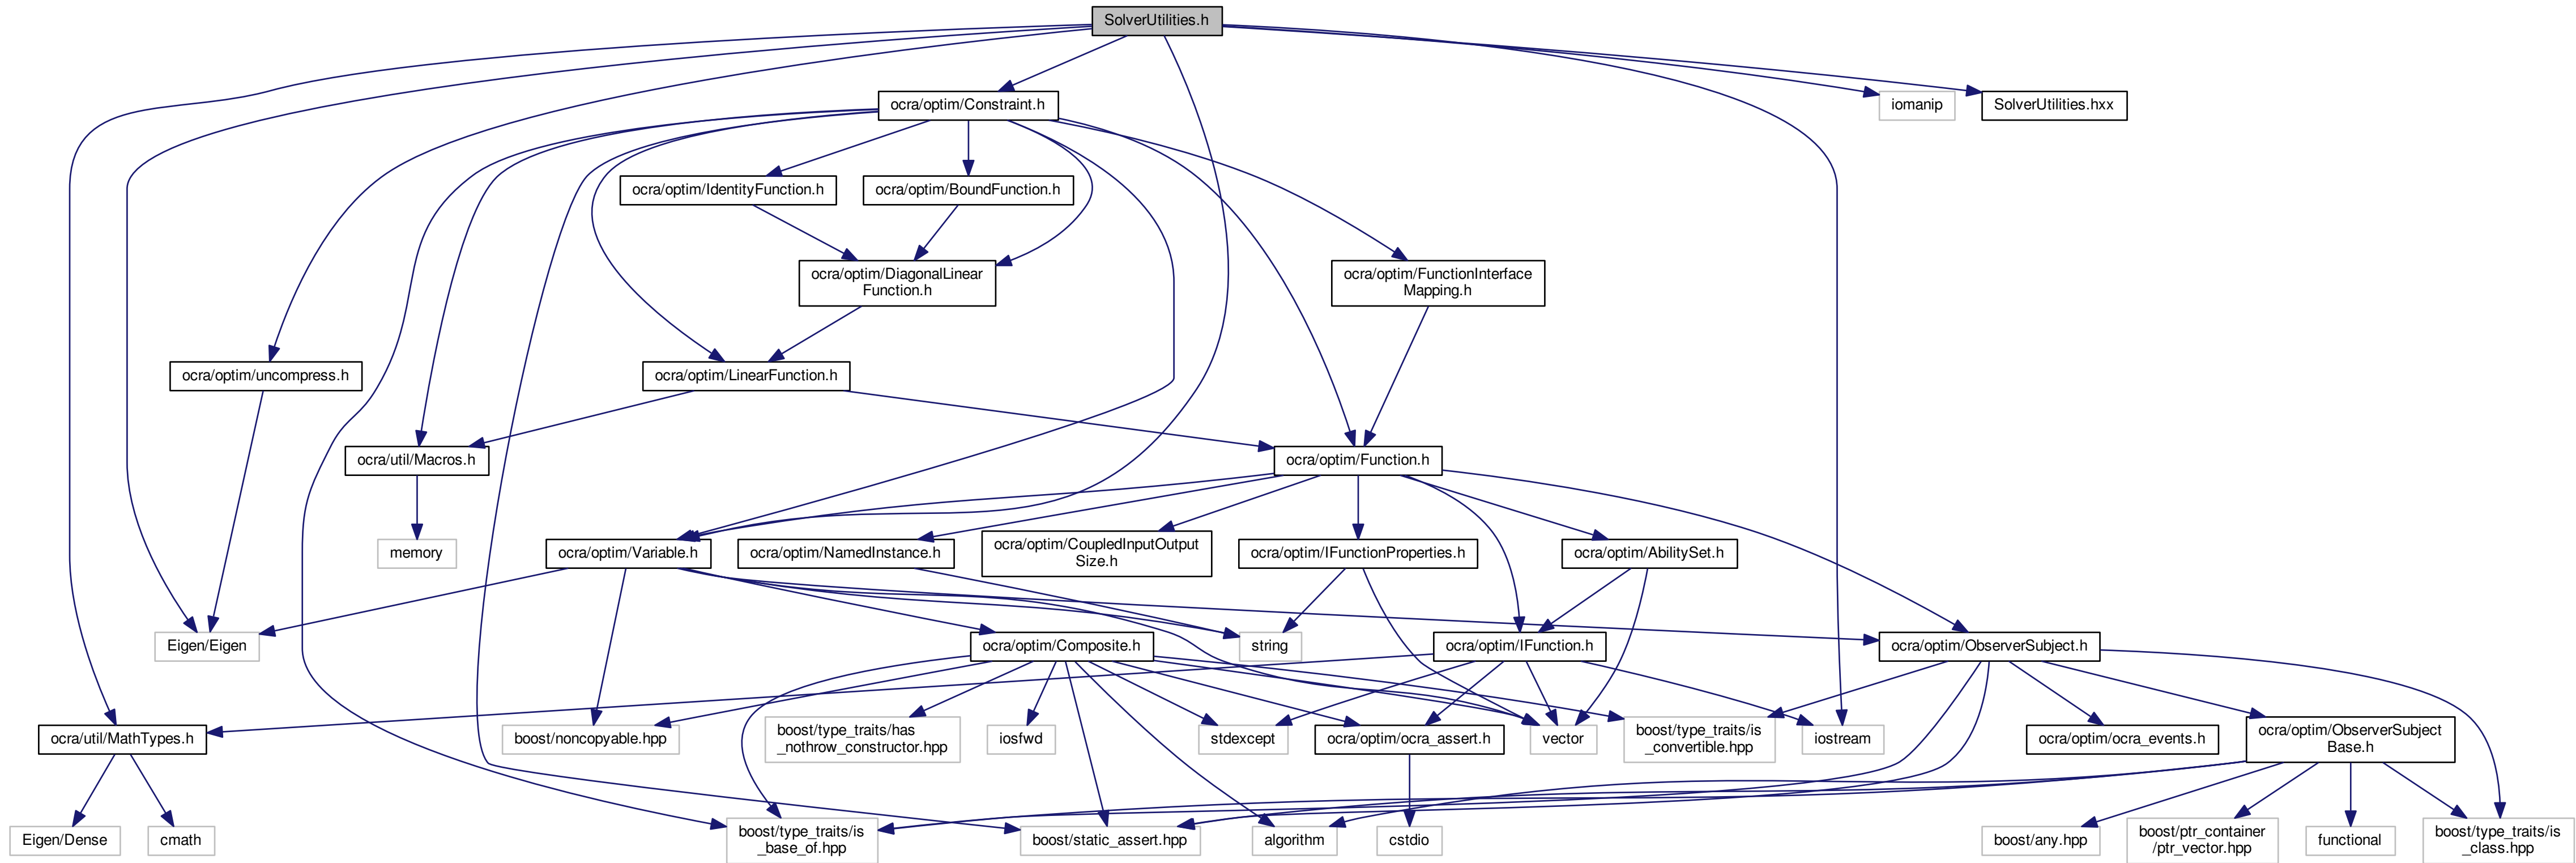 SolverUtilities.h
ocra/optim/Constraint.h
iomanip
SolverUtilities.hxx
ocra/optim/IdentityFunction.h
ocra/optim/BoundFunction.h
ocra/optim/DiagonalLinear
Function.h
ocra/optim/FunctionInterface
Mapping.h
ocra/optim/uncompress.h
ocra/optim/LinearFunction.h
ocra/util/Macros.h
ocra/optim/Function.h
memory
ocra/optim/Variable.h
ocra/optim/NamedInstance.h
ocra/optim/CoupledInputOutput
Size.h
ocra/optim/IFunctionProperties.h
ocra/optim/AbilitySet.h
Eigen/Eigen
ocra/optim/Composite.h
string
ocra/optim/IFunction.h
ocra/optim/ObserverSubject.h
ocra/util/MathTypes.h
boost/noncopyable.hpp
boost/type_traits/has
_nothrow_constructor.hpp
iosfwd
stdexcept
ocra/optim/ocra_assert.h
vector
boost/type_traits/is
_convertible.hpp
iostream
ocra/optim/ocra_events.h
ocra/optim/ObserverSubject
Base.h
Eigen/Dense
cmath
boost/type_traits/is
_base_of.hpp
boost/static_assert.hpp
algorithm
cstdio
boost/any.hpp
boost/ptr_container
/ptr_vector.hpp
functional
boost/type_traits/is
_class.hpp